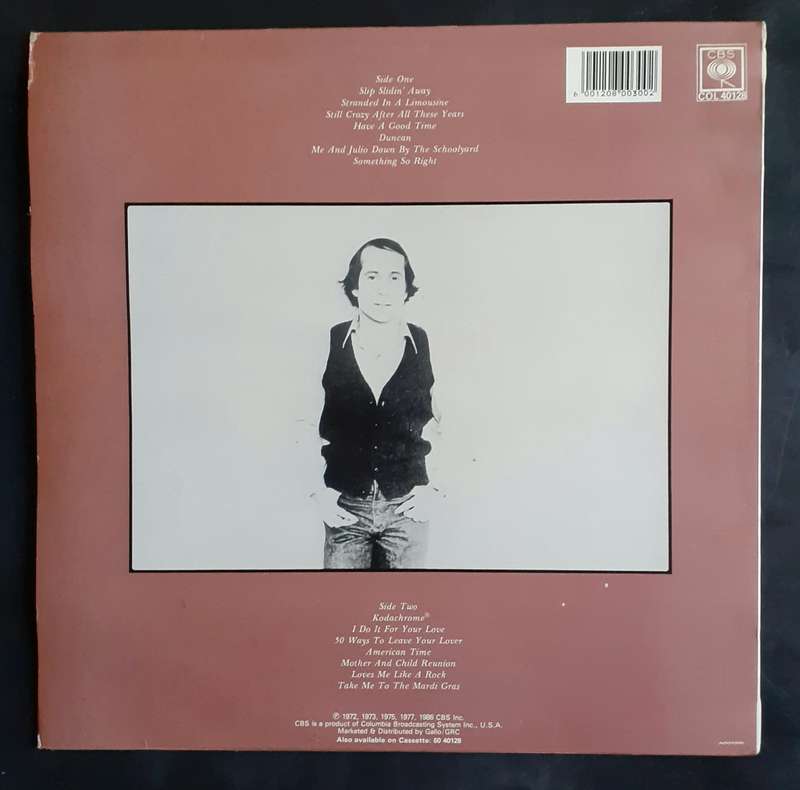 Side One
Slip Slidin' Away
Stranded In A Limousine
Still Crazy After All These Years
Have A Good Time
Duncan
Me And Julio Down By The Schoolyard
Something So Right
6 001208 003002
CBS
COL 40128
Side Two
Kodachrome®
I Do It For Your Love
50 Ways To Leave Your Lover
American Time
Mother And Child Reunion
Loves Me Like A Rock
Take Me To The Mardi Gras
℗ 1972, 1973, 1975, 1977, 1986 CBS Inc.
CBS is a product of Columbia Broadcasting System Inc., U.S.A.
Marketed & Distributed by Gallo/GRC
Also available on Cassette: 60 40128